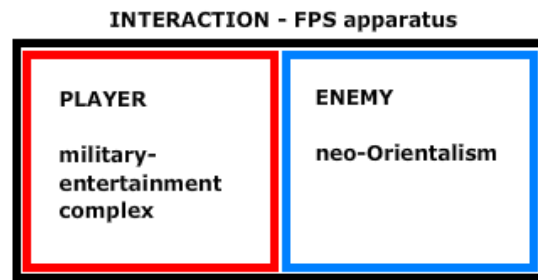 INTERACTION - FPS apparatus
PLAYER
military-
entertainment
complex
ENEMY
neo-Orientalism